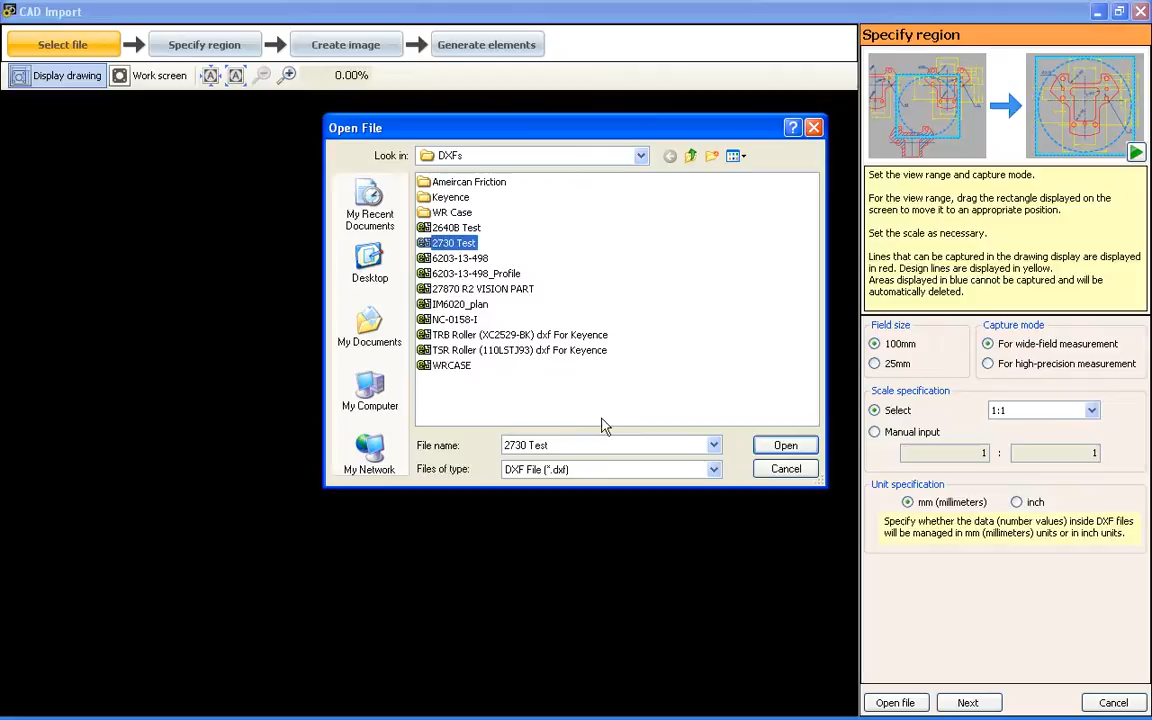 CAD Import
Select file
Specify region
Create image
Generate elements
Display drawing
Work screen
A
A
0.00%
Open File
Look in:
DXFs
My Recent
Documents
Desktop
My Documents
My Computer
My Network
Ameircan Friction
Keyence
WR Case
2640B Test
2730 Test
6203-13-498
6203-13-498_Profile
27870 R2 VISION PART
IM6020_plan
NC-0158-I
TRB Roller (XC2529-BK) dxf For Keyence
TSR Roller (110LSTJ93) dxf For Keyence
WRCASE
File name:
2730 Test
Open
Files of type:
DXF File (*.dxf)
Cancel
Specify region
Set the view range and capture mode.
For the view range, drag the rectangle displayed on the
screen to move it to an appropriate position.
Set the scale as necessary.
Lines that can be captured in the drawing display are displayed
in red. Design lines are displayed in yellow.
Areas displayed in blue cannot be captured and will be
automatically deleted.
Field size
100mm
25mm
Capture mode
For wide-field measurement
For high-precision measurement
Scale specification
Select
1:1
Manual input
1 : 1
Unit specification
mm (millimeters)
inch
Specify whether the data (number values) inside DXF files
will be managed in mm (millimeters) units or in inch units.
Open file
Next
Cancel